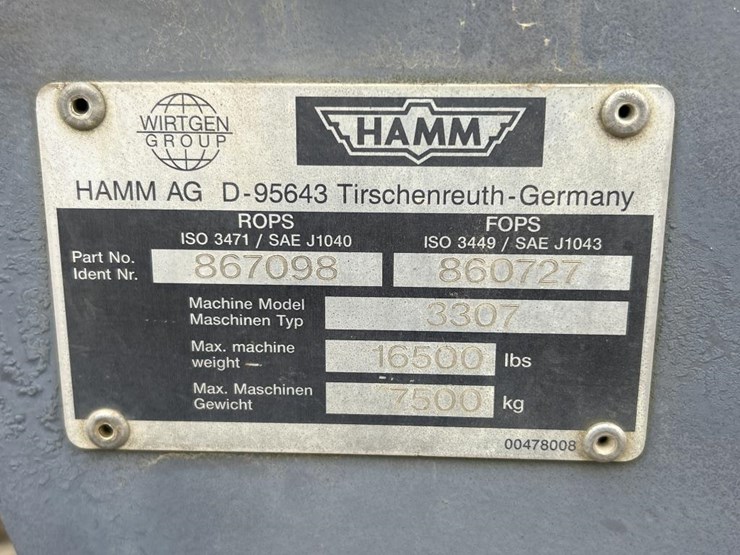 WIRTGEN
GROUP
HAMM
HAMM AG D-95643 Tirschenreuth-Germany
ROPS
ISO 3471 / SAE J1040
FOPS
ISO 3449 / SAE J1043
Part No.
Ident Nr.
867098
860727
Machine Model
Maschinen Typ
3307
Max. machine
weight
16500 lbs
Max. Maschinen
Gewicht
7500 kg
00478008